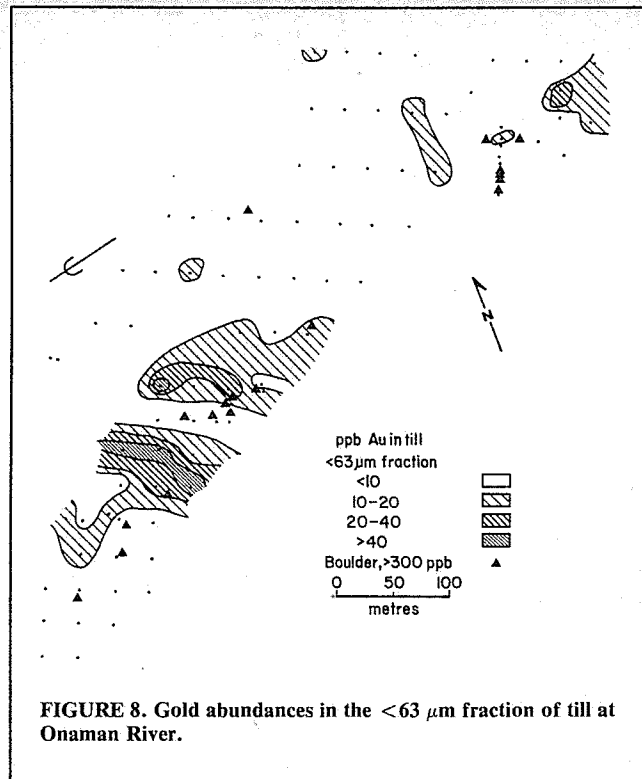 -N-
ppb Au in till
<63μm fraction
<10
10-20
20-40
>40
Boulder,>300 ppb
0 50 100
metres
FIGURE 8. Gold abundances in the <63 μm fraction of till at
Onaman River.